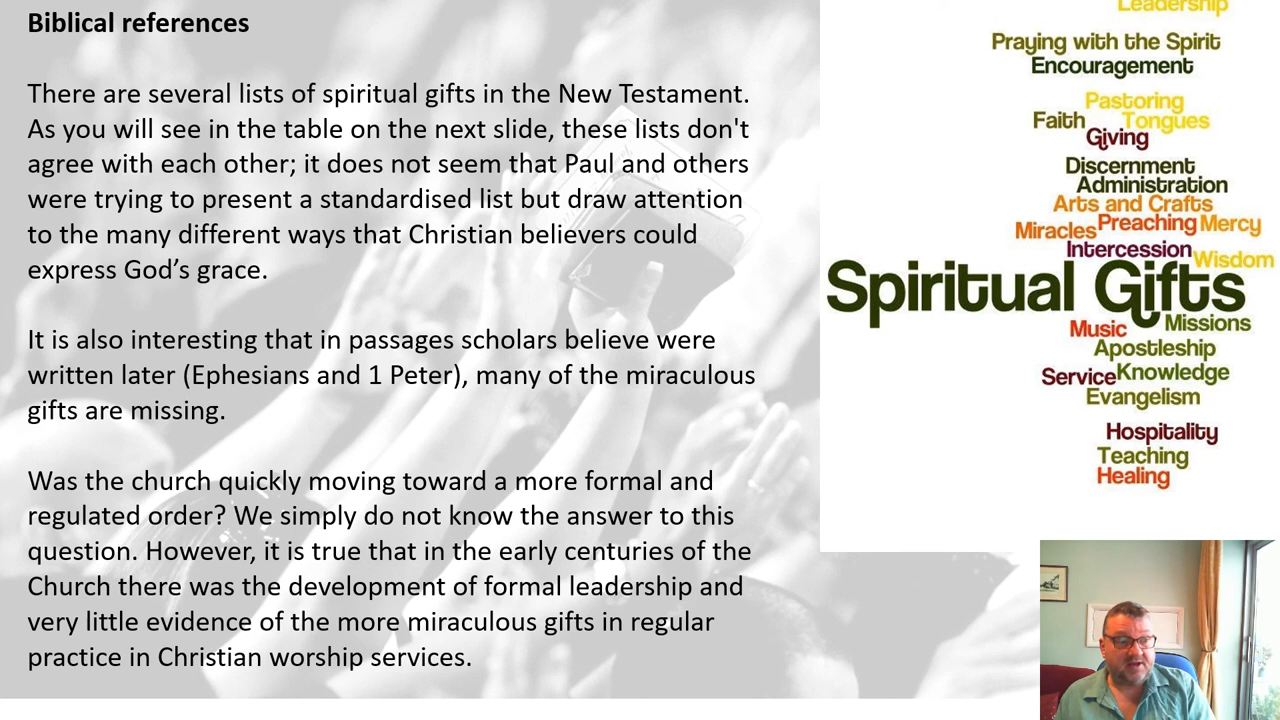 Biblical references
There are several lists of spiritual gifts in the New Testament.
As you will see in the table on the next slide, these lists don't
agree with each other; it does not seem that Paul and others
were trying to present a standardised list but draw attention
to the many different ways that Christian believers could
express God’s grace.
It is also interesting that in passages scholars believe were
written later (Ephesians and 1 Peter), many of the miraculous
gifts are missing.
Was the church quickly moving toward a more formal and
regulated order? We simply do not know the answer to this
question. However, it is true that in the early centuries of the
Church there was the development of formal leadership and
very little evidence of the more miraculous gifts in regular
practice in Christian worship services.
Leadership
Praying with the Spirit
Encouragement
Pastoring
Faith Tongues
Giving
Discernment
Administration
Arts and Crafts
Miracles Preaching Mercy
Intercession Wisdom
Spiritual Gifts
Music Missions
Apostleship
Service Knowledge
Evangelism
Hospitality
Teaching
Healing